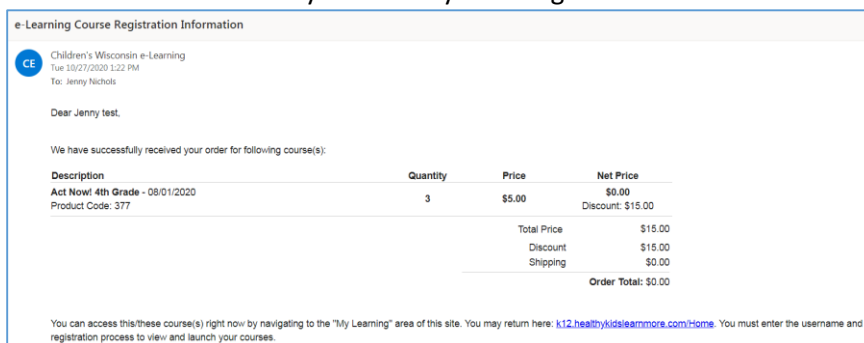 e-Learning Course Registration Information
CE
Children's Wisconsin e-Learning
Tue 10/27/2020 1:22 PM
To: Jenny Nichols
Dear Jenny test,
We have successfully received your order for following course(s):
Description Quantity Price Net Price
Act Now! 4th Grade - 08/01/2020 3 $5.00 $0.00
Product Code: 377 Discount: $15.00
Total Price $15.00
Discount $15.00
Shipping $0.00
Order Total: $0.00
You can access this/these course(s) right now by navigating to the "My Learning" area of this site. You may return here: k12.healthykidslearnmore.com/Home. You must enter the username and
registration process to view and launch your courses.